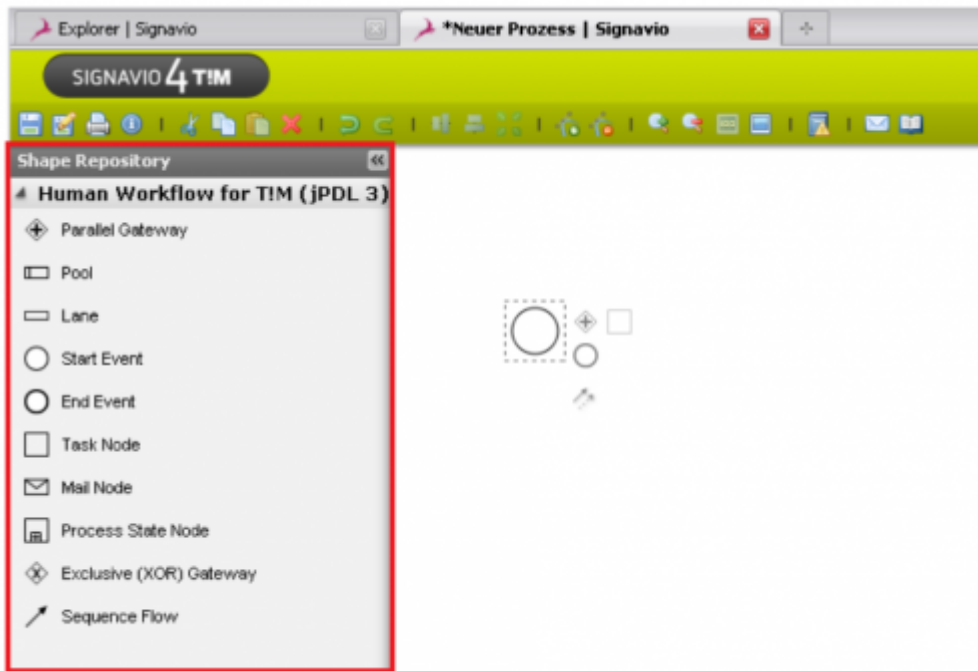 Explorer | Signavio
*Neuer Prozess | Signavio
SIGNAVIO 4 T!M
Shape Repository
Human Workflow for T!M (jPDL 3)
Parallel Gateway
Pool
Lane
Start Event
End Event
Task Node
Mail Node
Process State Node
Exclusive (XOR) Gateway
Sequence Flow